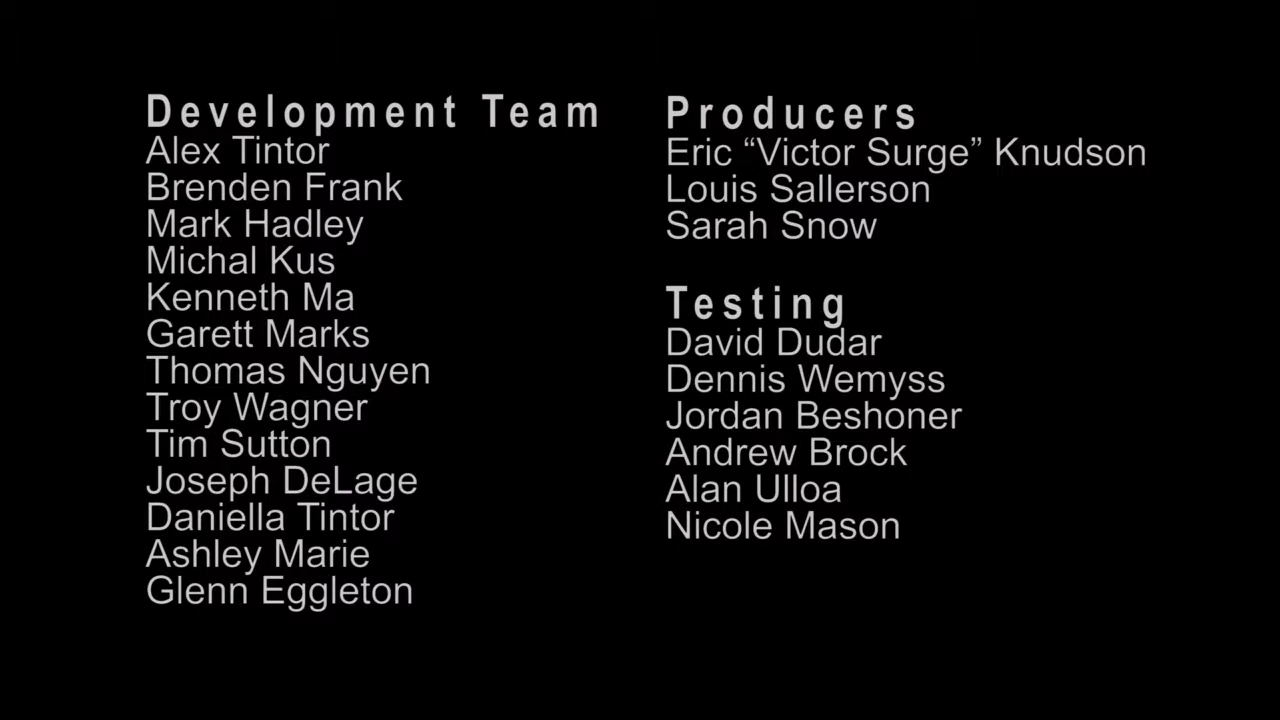 Development Team
Alex Tintor
Brenden Frank
Mark Hadley
Michal Kus
Kenneth Ma
Garett Marks
Thomas Nguyen
Troy Wagner
Tim Sutton
Joseph DeLage
Daniella Tintor
Ashley Marie
Glenn Eggleton
Producers
Eric “Victor Surge” Knudson
Louis Sallerson
Sarah Snow
Testing
David Dudar
Dennis Wemyss
Jordan Beshoner
Andrew Brock
Alan Ulloa
Nicole Mason